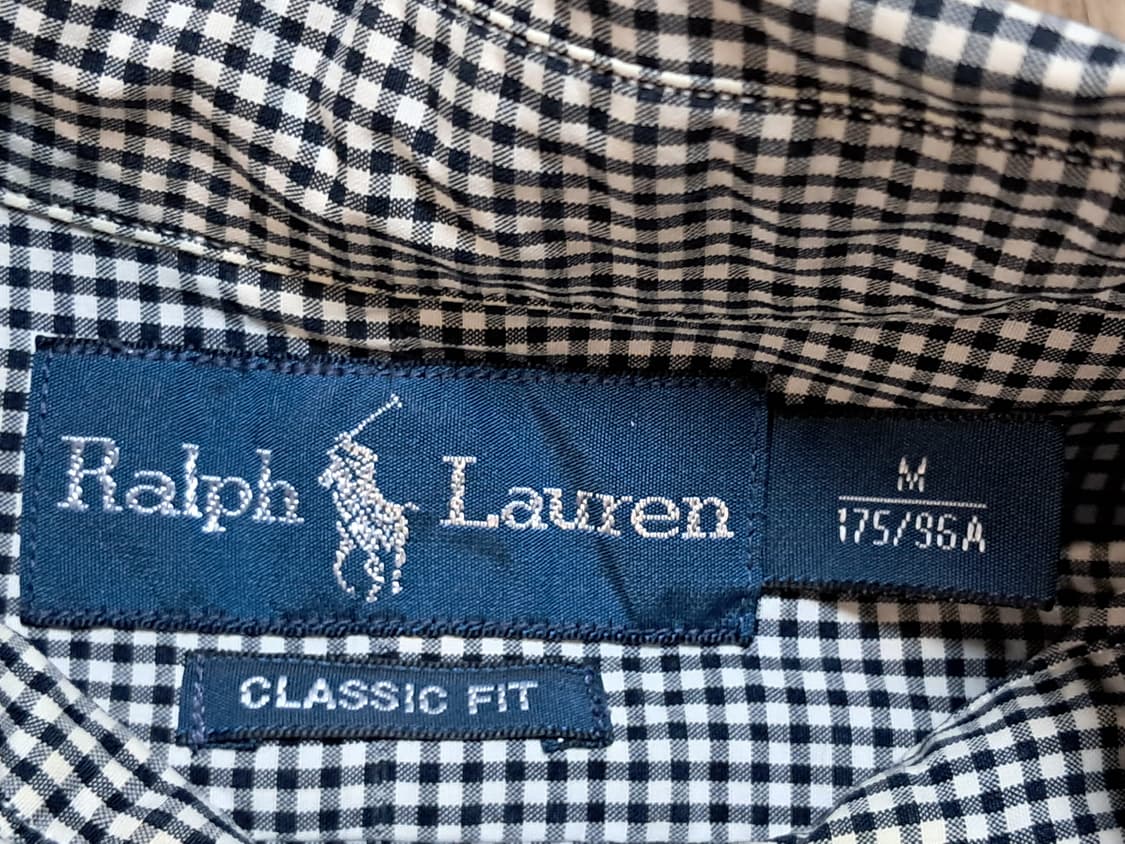 Ralph Lauren
M
175/96A
CLASSIC FIT